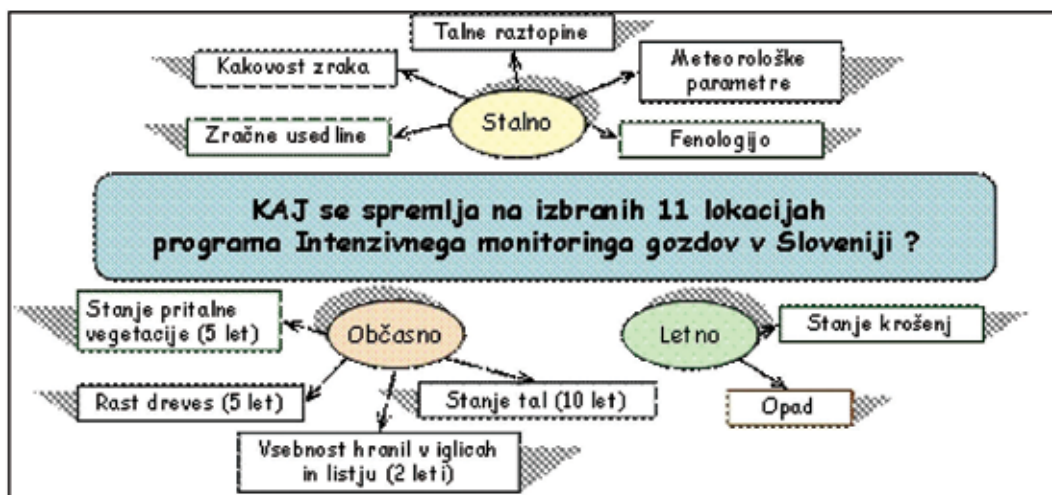 Talne raztopine
Kakovost zraka
Meteorološke
parametre
Stalno
Zračne usedline
Fenologijo
KAJ se spremlja na izbranih 11 lokacijah
programa Intenzivnega monitoringa gozdov v Sloveniji ?
Stanje pritalne
vegetacije (5 let)
Občasno
Letno
Stanje krošenj
Rast dreves (5 let)
Stanje tal (10 let)
Opad
Vsebnost hranil v iglicah
in listju (2 leti)